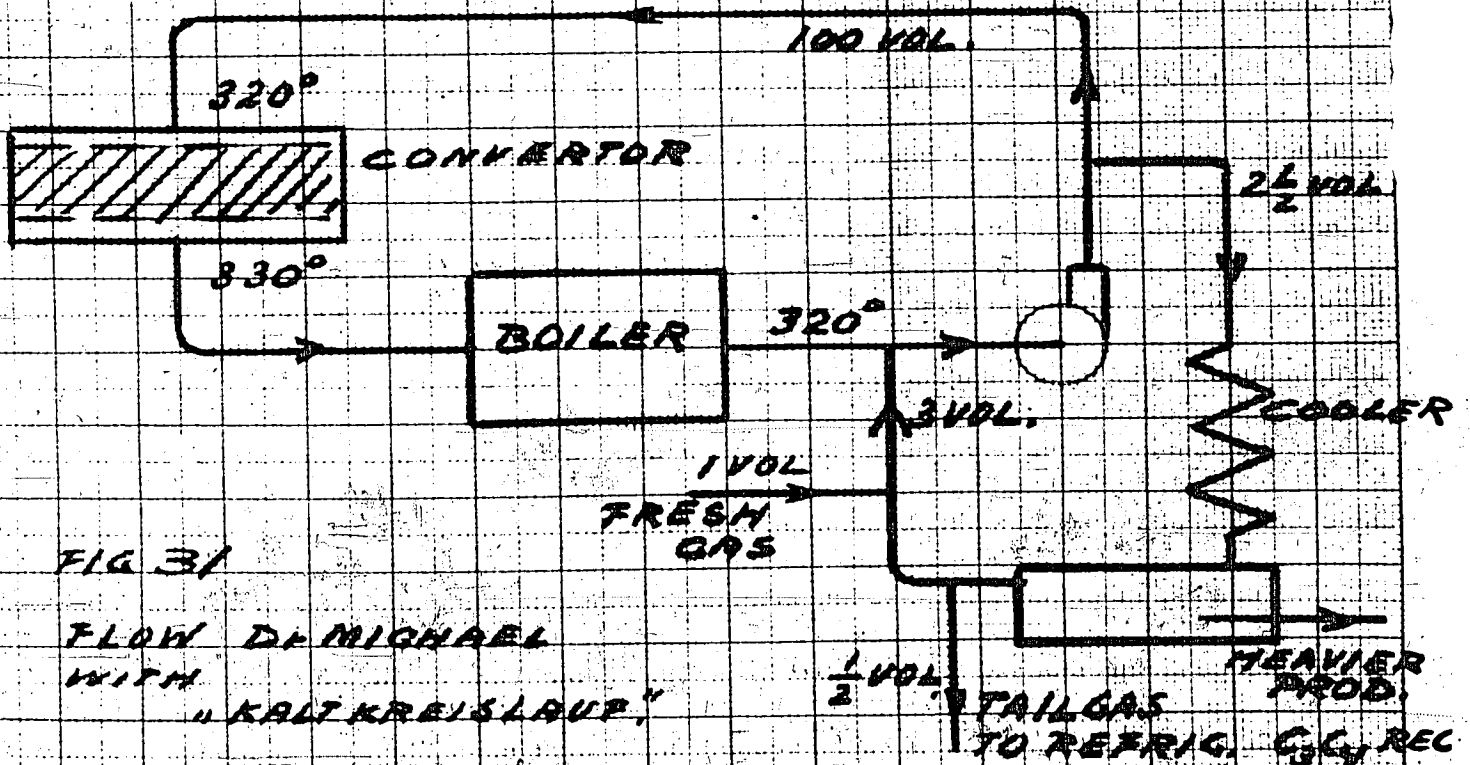 100 VOL.
320°
CONVERTOR
2 1/2 VOL
330°
BOILER
320°
COOLER
3 VOL.
1 VOL
FRESH
GAS
FIG 31
FLOW Dr MICHAEL
WITH
"KALTKREISLAUF."
HEAVIER
PROD.
1/2 VOL.
TAILGAS
TO REFRIG. C3C4 REC